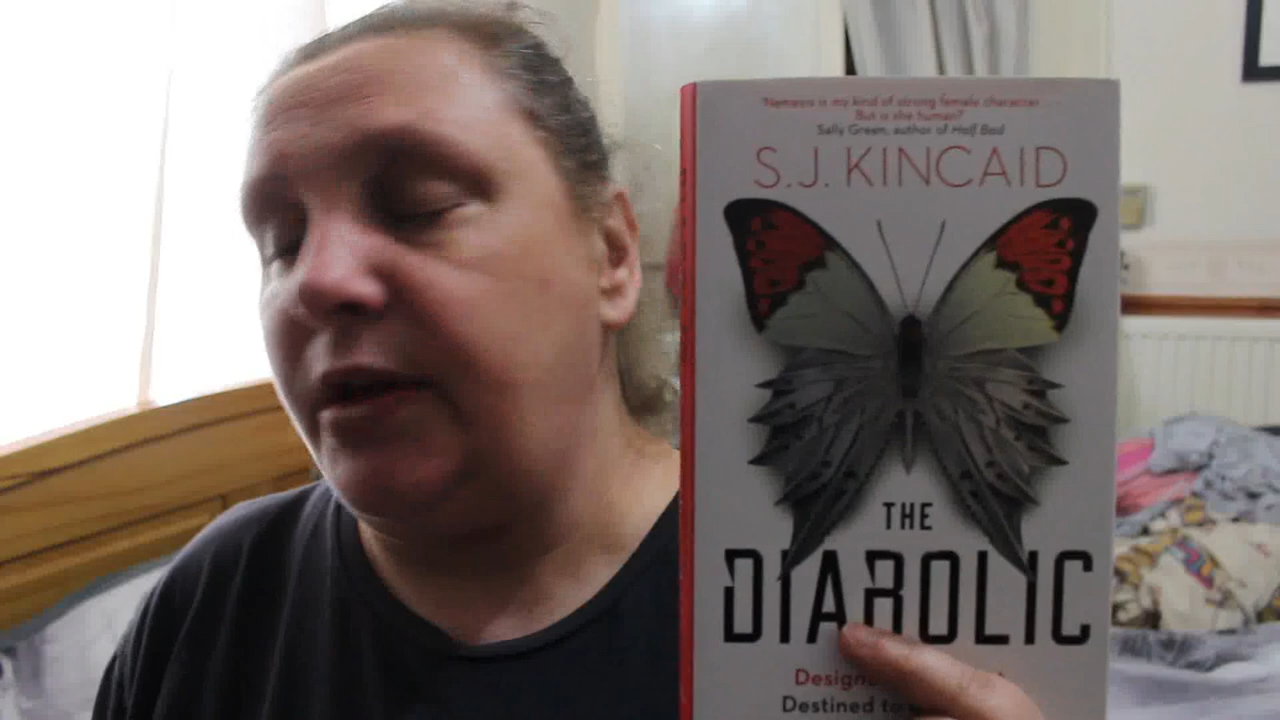 "Nemesis is my kind of strong female character ...
But is she human?"
Sally Green, author of Half Bad
S.J. KINCAID
THE
DIABOLIC
Destined to